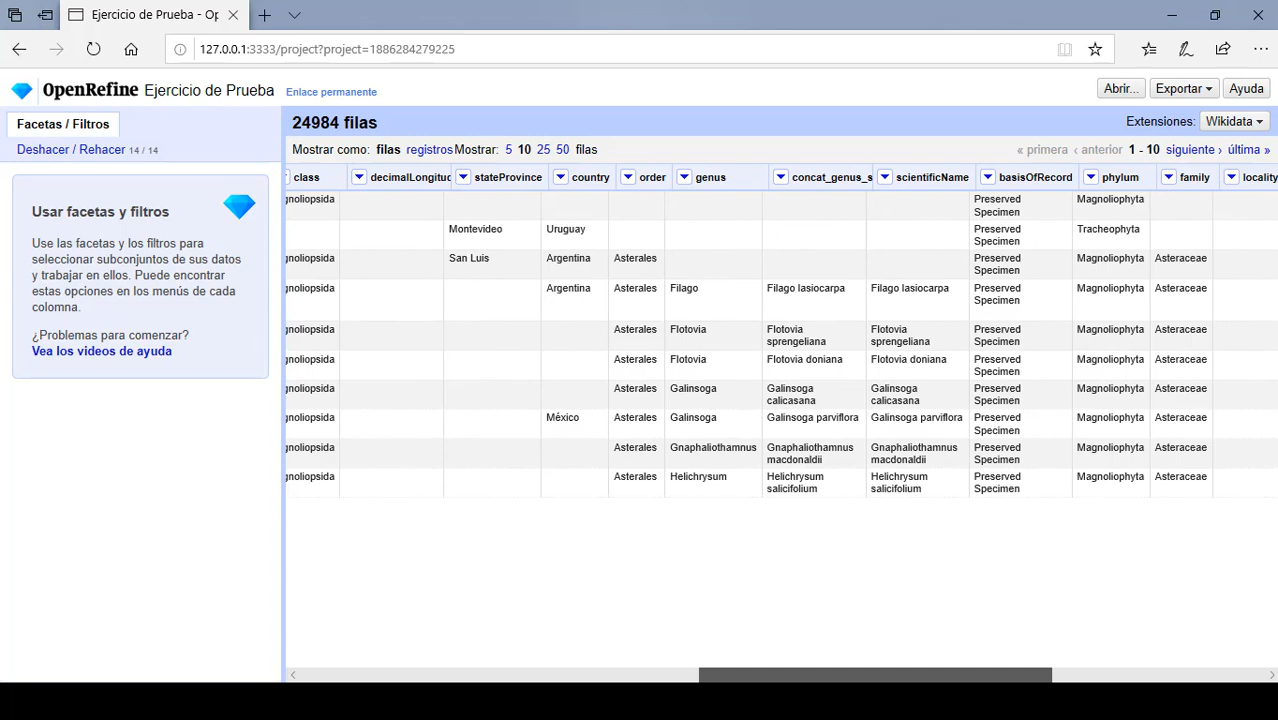 Ejercicio de Prueba - Op
127.0.0.1:3333/project?project=1886284279225
OpenRefine Ejercicio de Prueba Enlace permanente
Abrir... Exportar Ayuda
Facetas / Filtros
Deshacer / Rehacer 14 / 14
Usar facetas y filtros
Use las facetas y los filtros para
seleccionar subconjuntos de sus datos
y trabajar en ellos. Puede encontrar
estas opciones en los menús de cada
colomna.
¿Problemas para comenzar?
Vea los videos de ayuda
24984 filas
Extensiones: Wikidata
Mostrar como: filas registros Mostrar: 5 10 25 50 filas
« primera ‹ anterior 1 - 10 siguiente › última »
class decimalLongituc stateProvince country order genus concat_genus_s scientificName basisOfRecord phylum family locality
gnoliopsida Preserved Specimen Magnoliophyta
Montevideo Uruguay Preserved Specimen Tracheophyta
gnoliopsida San Luis Argentina Asterales Preserved Specimen Magnoliophyta Asteraceae
gnoliopsida Argentina Asterales Filago Filago lasiocarpa Filago lasiocarpa Preserved Specimen Magnoliophyta Asteraceae
gnoliopsida Asterales Flotovia Flotovia sprengeliana Flotovia sprengeliana Preserved Specimen Magnoliophyta Asteraceae
gnoliopsida Asterales Flotovia Flotovia doniana Flotovia doniana Preserved Specimen Magnoliophyta Asteraceae
gnoliopsida Asterales Galinsoga Galinsoga calicasana Galinsoga calicasana Preserved Specimen Magnoliophyta Asteraceae
gnoliopsida México Asterales Galinsoga Galinsoga parviflora Galinsoga parviflora Preserved Specimen Magnoliophyta Asteraceae
gnoliopsida Asterales Gnaphaliothamnus Gnaphaliothamnus macdonaldii Gnaphaliothamnus macdonaldii Preserved Specimen Magnoliophyta Asteraceae
gnoliopsida Asterales Helichrysum Helichrysum salicifolium Helichrysum salicifolium Preserved Specimen Magnoliophyta Asteraceae